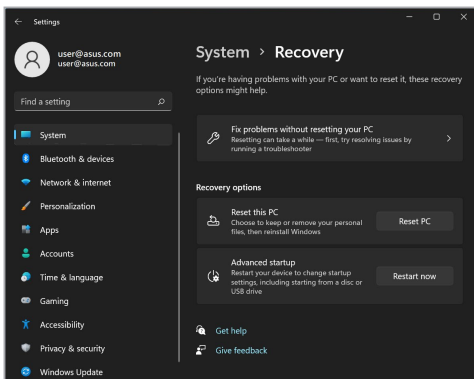 Settings
user@asus.com
user@asus.com
Find a setting
System
Bluetooth & devices
Network & internet
Personalization
Apps
Accounts
Time & language
Gaming
Accessibility
Privacy & security
Windows Update
System > Recovery
If you're having problems with your PC or want to reset it, these recovery
options might help.
Fix problems without resetting your PC
Resetting can take a while — first, try resolving issues by
running a troubleshooter
Recovery options
Reset this PC
Choose to keep or remove your personal
files, then reinstall Windows
Reset PC
Advanced startup
Restart your device to change startup
settings, including starting from a disc or
USB drive
Restart now
Get help
Give feedback